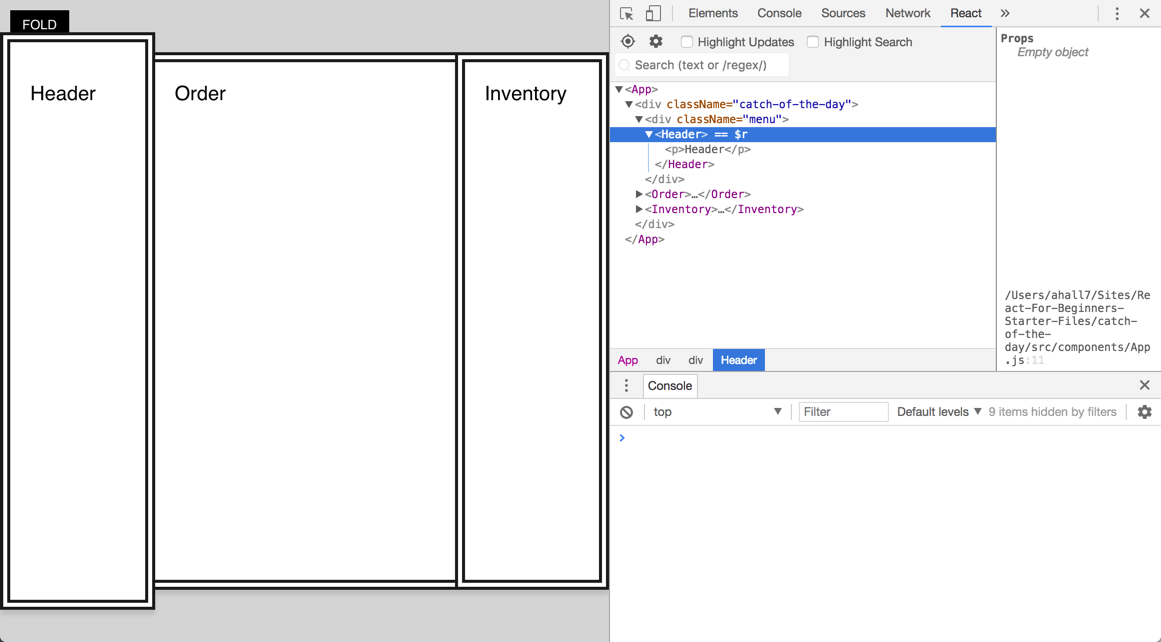 FOLD
Header
Order
Inventory
Elements Console Sources Network React »
Highlight Updates Highlight Search
Search (text or /regex/)
▼<App>
▼<div className="catch-of-the-day">
▼<div className="menu">
▼<Header> == $r
<p>Header</p>
</Header>
</div>
▶<Order>…</Order>
▶<Inventory>…</Inventory>
</div>
</App>
App div div Header
Props
Empty object
/Users/ahall7/Sites/Re
act-For-Beginners-
Starter-Files/catch-
of-the-
day/src/components/App
.js:11
Console
top ▼ Filter Default levels ▼ 9 items hidden by filters